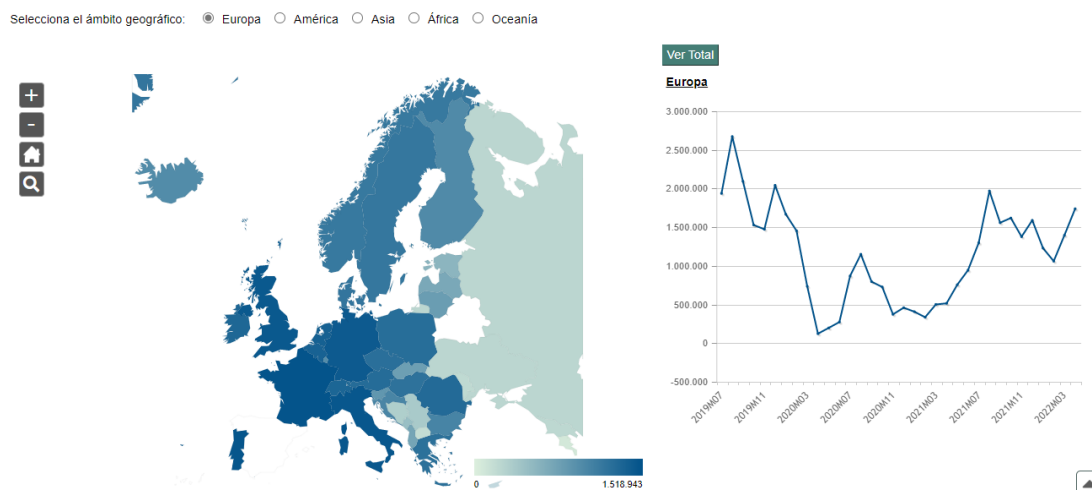 Selecciona el ámbito geográfico: Europa América Asia África Oceanía
Ver Total
Europa
+
-
3.000.000
2.500.000
2.000.000
1.500.000
1.000.000
500.000
0
-500.000
2019M07 2019M11 2020M03 2020M07 2020M11 2021M03 2021M07 2021M11 2022M03
0 1.518.943